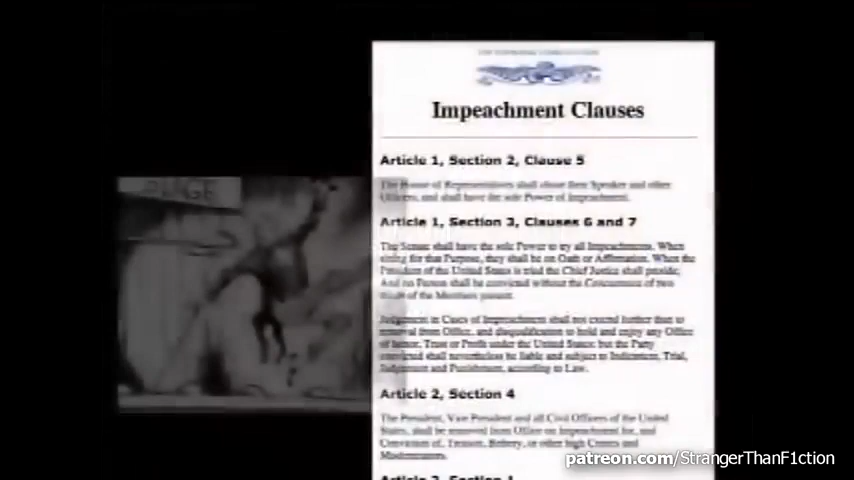 Impeachment Clauses
Article 1, Section 2, Clause 5
The House of Representatives shall chuse their Speaker and other
Officers; and shall have the sole Power of Impeachment.
Article 1, Section 3, Clauses 6 and 7
The Senate shall have the sole Power to try all Impeachments. When
sitting for that Purpose, they shall be on Oath or Affirmation. When the
President of the United States is tried the Chief Justice shall preside;
And no Person shall be convicted without the Concurrence of two
thirds of the Members present.
Judgement in Cases of Impeachment shall not extend further than to
removal from Office, and disqualification to hold and enjoy any Office
of honor, Trust or Profit under the United States: but the Party
convicted shall nevertheless be liable and subject to Indictment, Trial,
Judgement and Punishment, according to Law.
Article 2, Section 4
The President, Vice President and all Civil Officers of the United
States, shall be removed from Office on Impeachment for, and
Conviction of, Treason, Bribery, or other high Crimes and
Misdemeanors.
Article 2, Section 1
patreon.com/StrangerThanF1ction